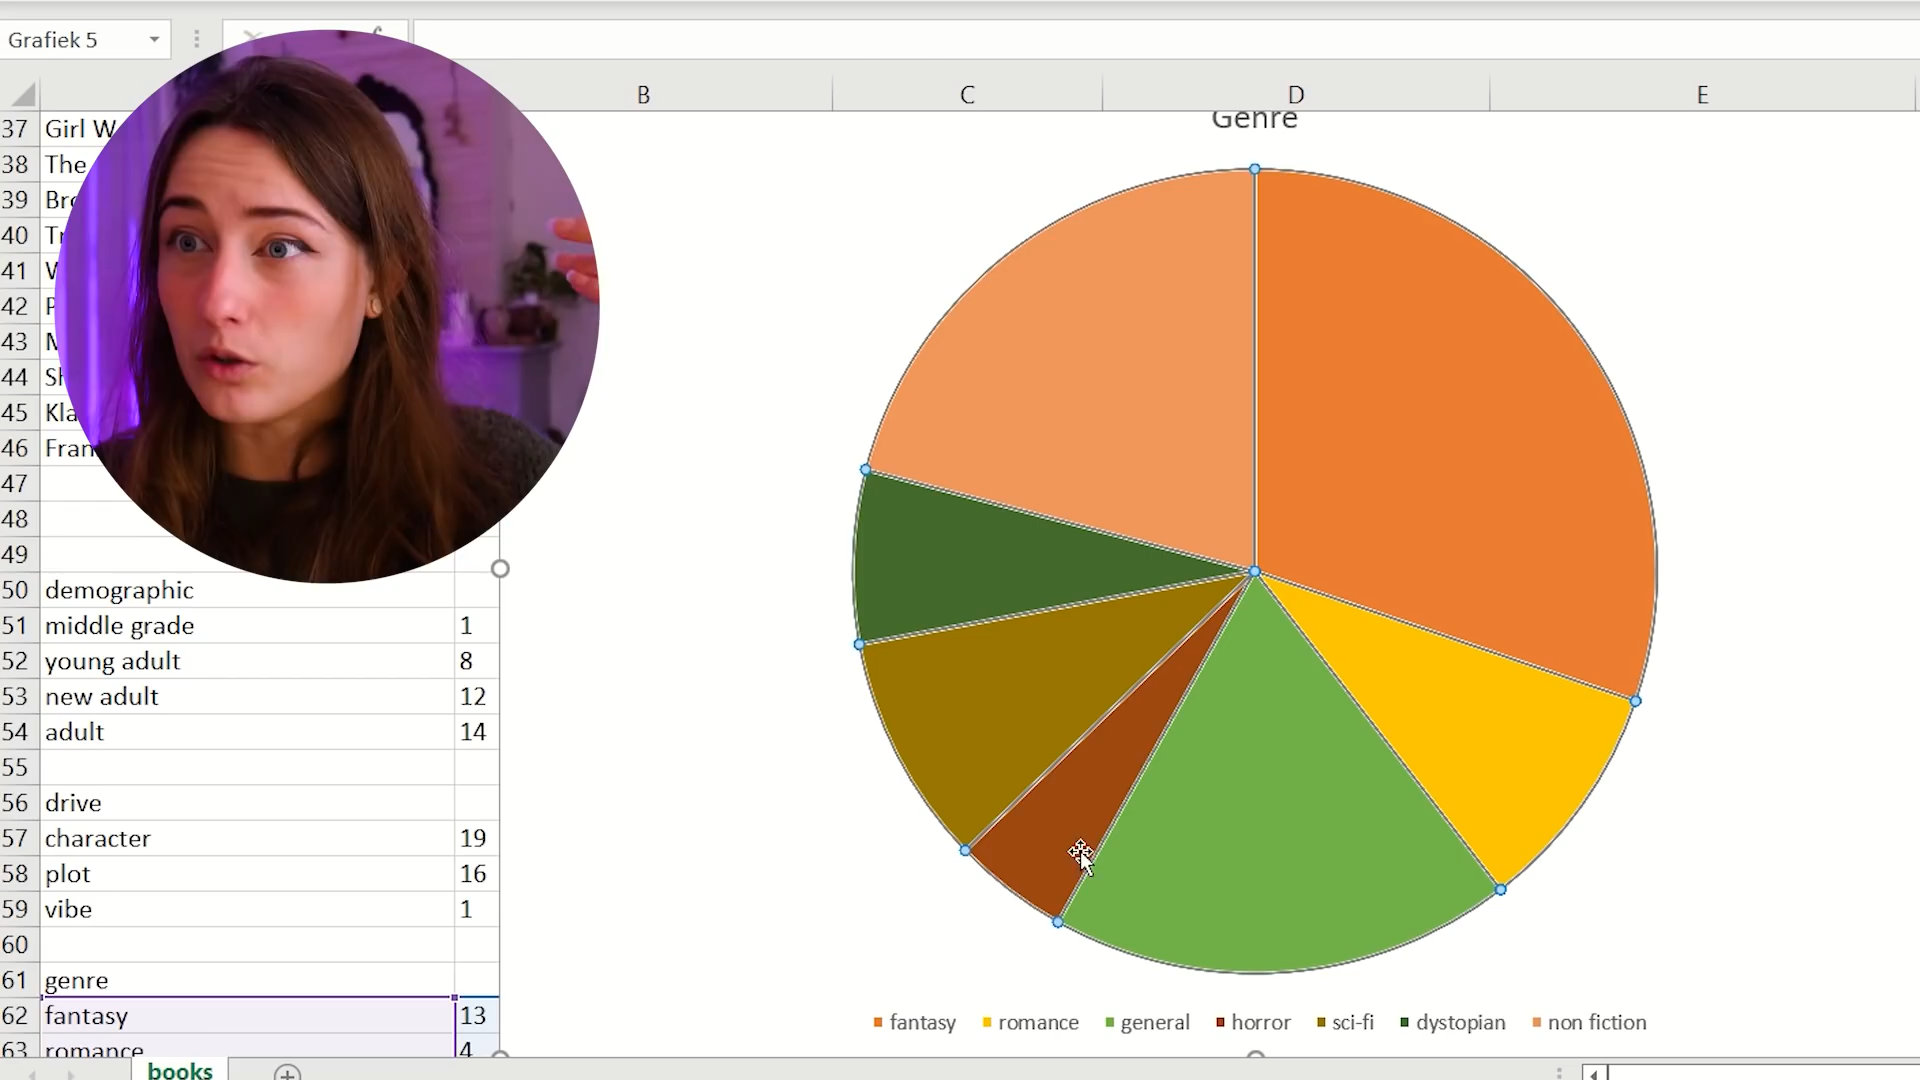 Grafiek 5
B C D E
Genre
37 Girl W
38 The
39 Bro
40 Tr
41 W
42 P
43 M
44 Sh
45 Kla
46 Fran
47
48
49
50 demographic
51 middle grade 1
52 young adult 8
53 new adult 12
54 adult 14
55
56 drive
57 character 19
58 plot 16
59 vibe 1
60
61 genre
62 fantasy 13
63 romance 4
fantasy romance general horror sci-fi dystopian non fiction
books